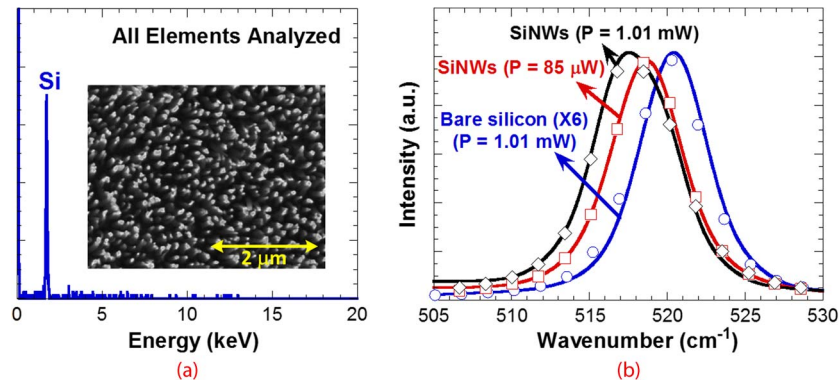 All Elements Analyzed
Si
2 μm
0 5 10 15 20
Energy (keV)
(a)
SiNWs (P = 1.01 mW)
SiNWs (P = 85 μW)
Bare silicon (X6)
(P = 1.01 mW)
Intensity (a.u.)
505 510 515 520 525 530
Wavenumber (cm⁻¹)
(b)